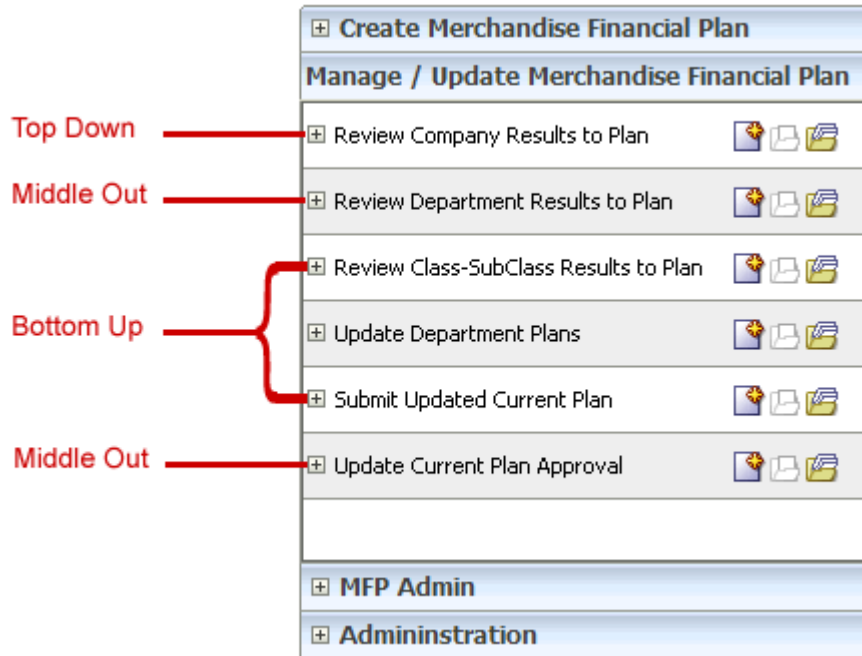 Create Merchandise Financial Plan
Manage / Update Merchandise Financial Plan
Top Down
Review Company Results to Plan
Middle Out
Review Department Results to Plan
Review Class-SubClass Results to Plan
Bottom Up
Update Department Plans
Submit Updated Current Plan
Middle Out
Update Current Plan Approval
MFP Admin
Admininstration